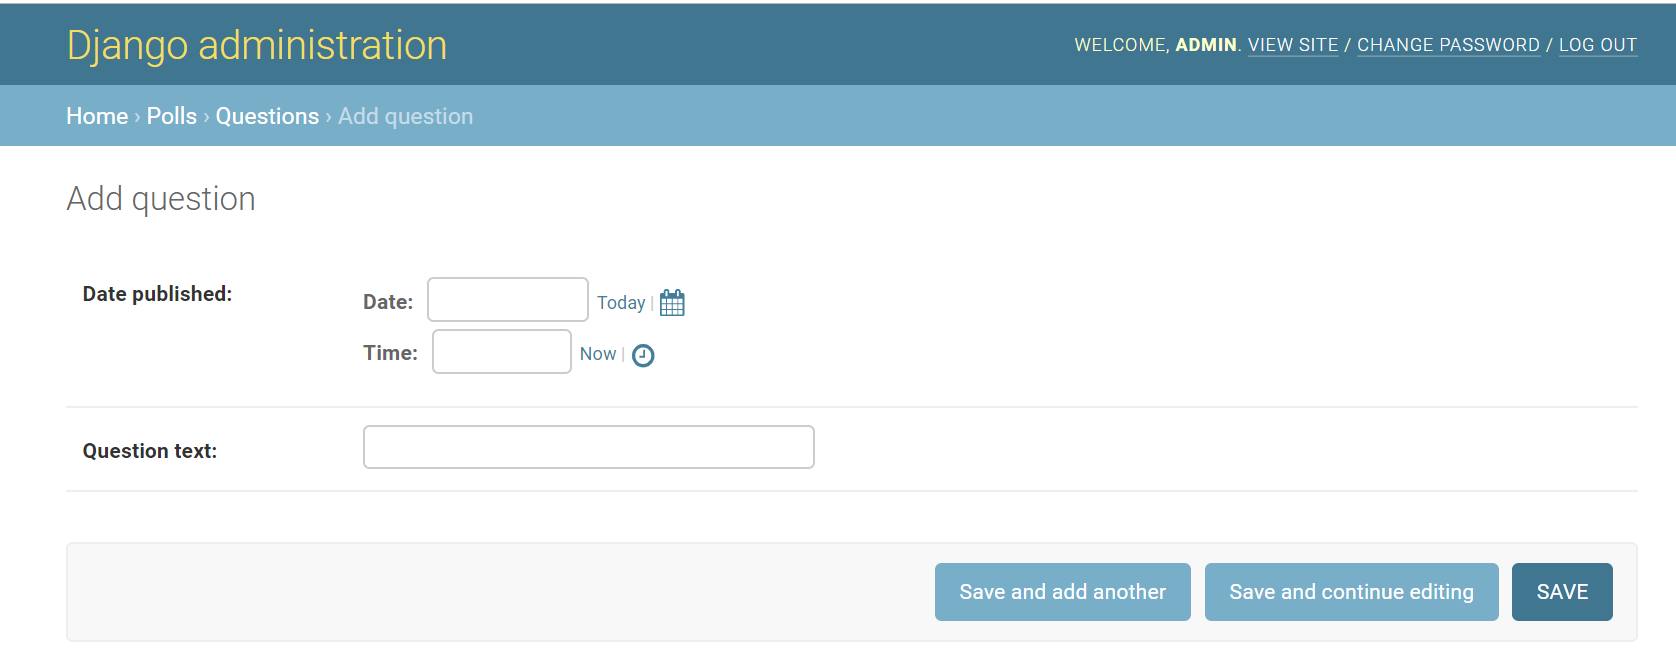 Django administration
WELCOME, ADMIN. VIEW SITE / CHANGE PASSWORD / LOG OUT
Home › Polls › Questions › Add question
Add question
Date published:
Date: Today |
Time: Now |
Question text:
Save and add another
Save and continue editing
SAVE